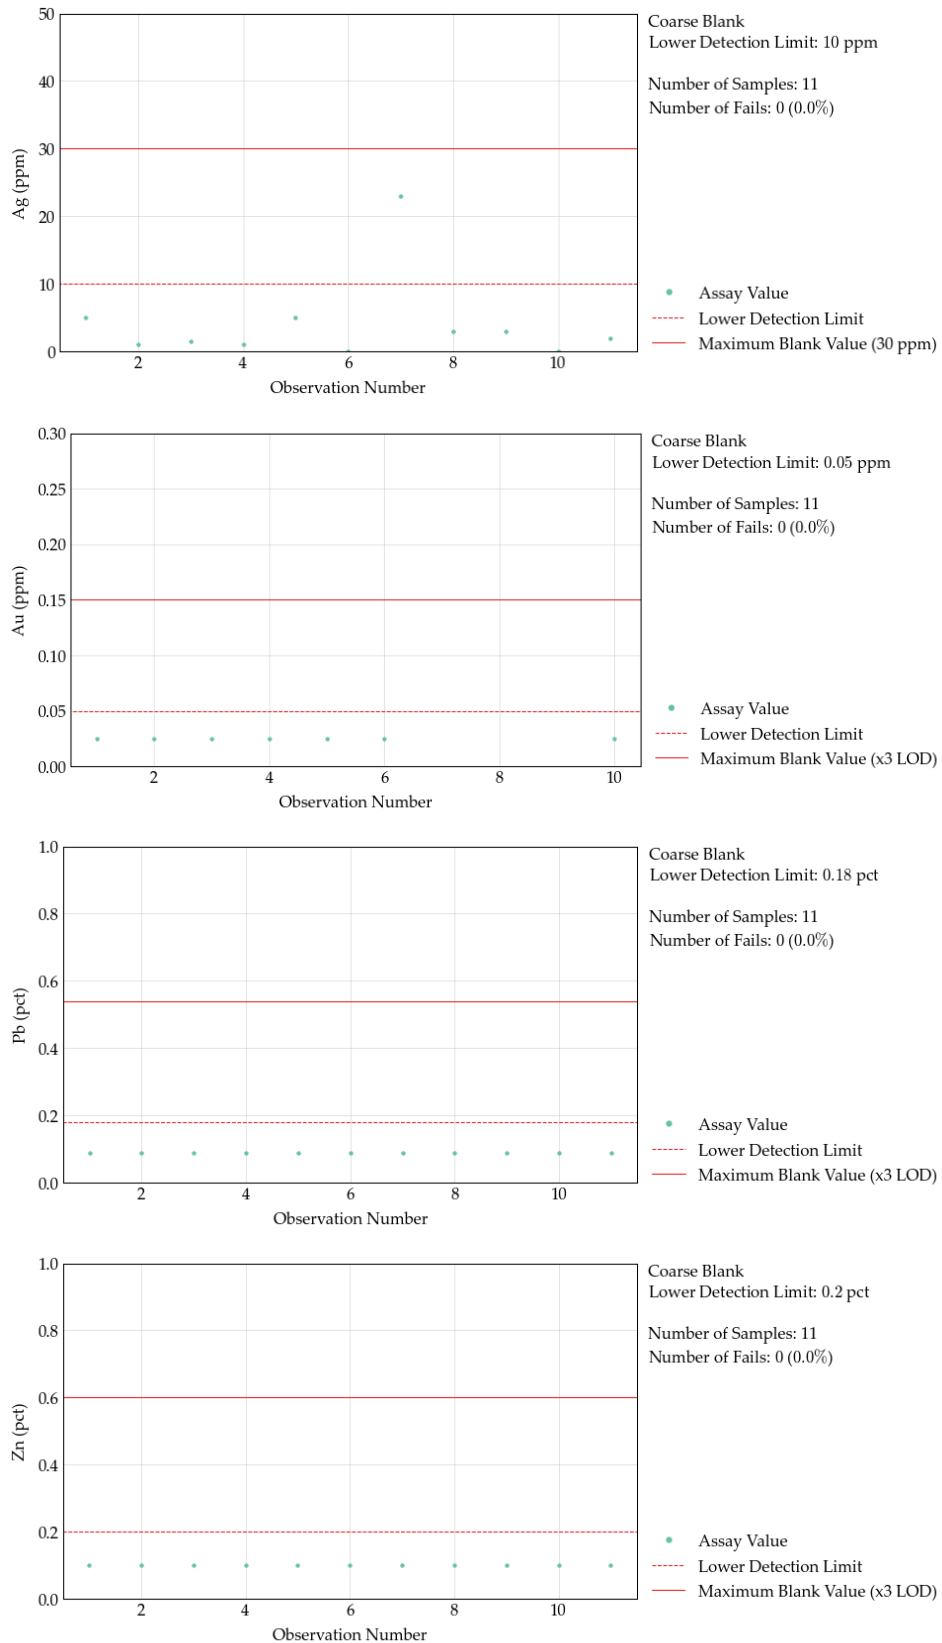 50
40
30
20
10
0
Ag (ppm)
2
4
6
8
10
Observation Number
Coarse Blank
Lower Detection Limit: 10 ppm
Number of Samples: 11
Number of Fails: 0 (0.0%)
Assay Value
Lower Detection Limit
Maximum Blank Value (30 ppm)
0.30
0.25
0.20
0.15
0.10
0.05
0.00
Au (ppm)
2
4
6
8
10
Observation Number
Coarse Blank
Lower Detection Limit: 0.05 ppm
Number of Samples: 11
Number of Fails: 0 (0.0%)
Assay Value
Lower Detection Limit
Maximum Blank Value (x3 LOD)
1.0
0.8
0.6
0.4
0.2
0.0
Pb (pct)
2
4
6
8
10
Observation Number
Coarse Blank
Lower Detection Limit: 0.18 pct
Number of Samples: 11
Number of Fails: 0 (0.0%)
Assay Value
Lower Detection Limit
Maximum Blank Value (x3 LOD)
1.0
0.8
0.6
0.4
0.2
0.0
Zn (pct)
2
4
6
8
10
Observation Number
Coarse Blank
Lower Detection Limit: 0.2 pct
Number of Samples: 11
Number of Fails: 0 (0.0%)
Assay Value
Lower Detection Limit
Maximum Blank Value (x3 LOD)